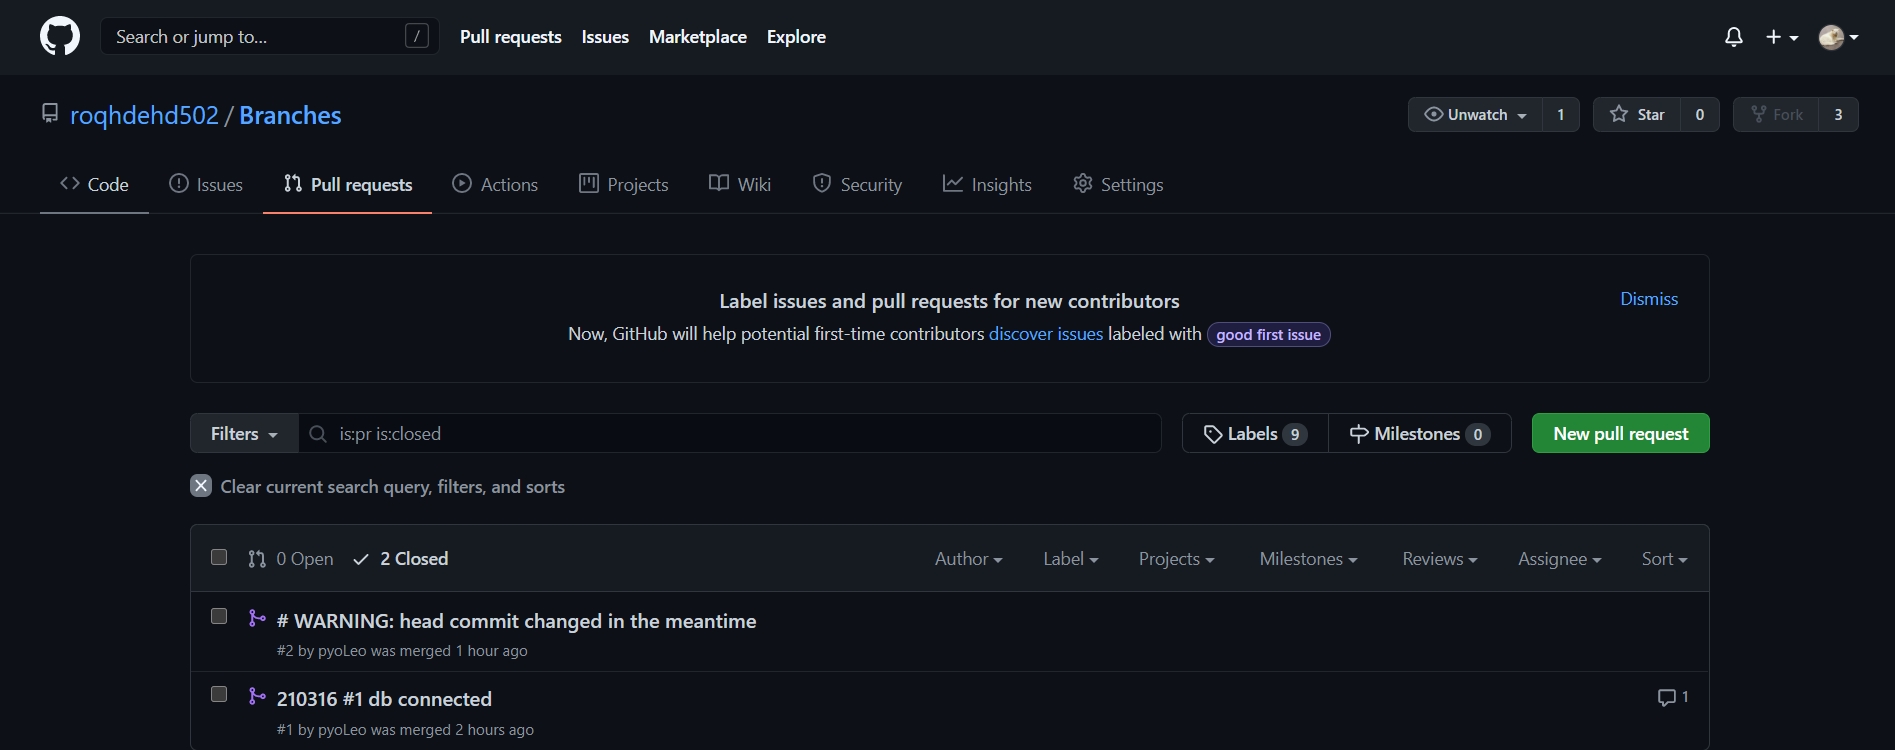 Search or jump to... / Pull requests Issues Marketplace Explore
roqhdehd502 / Branches Unwatch 1 Star 0 Fork 3
Code Issues Pull requests Actions Projects Wiki Security Insights Settings
Label issues and pull requests for new contributors Dismiss
Now, GitHub will help potential first-time contributors discover issues labeled with good first issue
Filters is:pr is:closed Labels 9 Milestones 0 New pull request
Clear current search query, filters, and sorts
0 Open 2 Closed Author Label Projects Milestones Reviews Assignee Sort
# WARNING: head commit changed in the meantime
#2 by pyoLeo was merged 1 hour ago
210316 #1 db connected 1
#1 by pyoLeo was merged 2 hours ago